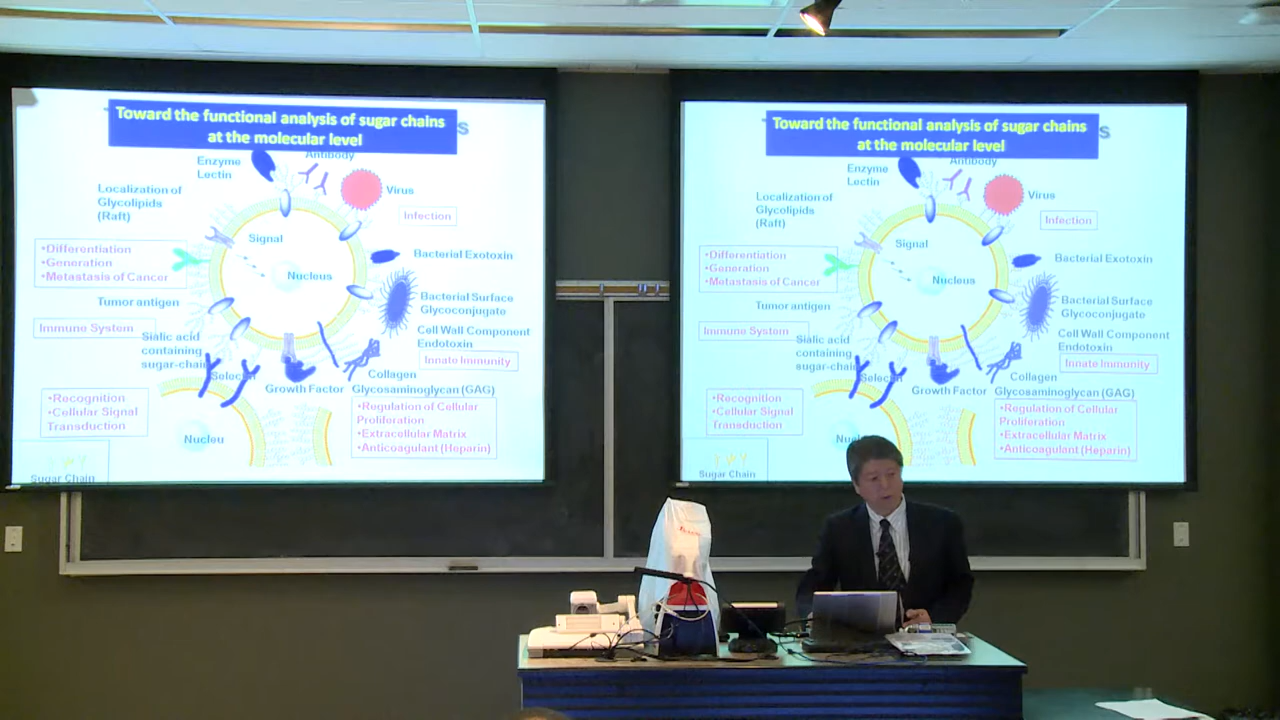 Toward the functional analysis of sugar chains
at the molecular level
s
Enzyme
Lectin
Antibody
Virus
Localization of
Glycolipids
(Raft)
Infection
Signal
•Differentiation
•Generation
•Metastasis of Cancer
Nucleus
Bacterial Exotoxin
Tumor antigen
Bacterial Surface
Glycoconjugate
Immune System
Sialic acid
containing
sugar-chain
Cell Wall Component
Endotoxin
Innate Immunity
Selectin
Growth Factor
Collagen
Glycosaminoglycan (GAG)
•Recognition
•Cellular Signal
Transduction
•Regulation of Cellular
Proliferation
•Extracellular Matrix
•Anticoagulant (Heparin)
Nucleu
Sugar Chain
Toward the functional analysis of sugar chains
at the molecular level
s
Enzyme
Lectin
Antibody
Virus
Localization of
Glycolipids
(Raft)
Infection
Signal
•Differentiation
•Generation
•Metastasis of Cancer
Nucleus
Bacterial Exotoxin
Tumor antigen
Bacterial Surface
Glycoconjugate
Immune System
Sialic acid
containing
sugar-chain
Cell Wall Component
Endotoxin
Innate Immunity
Selectin
Growth Factor
Collagen
Glycosaminoglycan (GAG)
•Recognition
•Cellular Signal
Transduction
•Regulation of Cellular
Proliferation
•Extracellular Matrix
•Anticoagulant (Heparin)
Nucleu
Sugar Chain